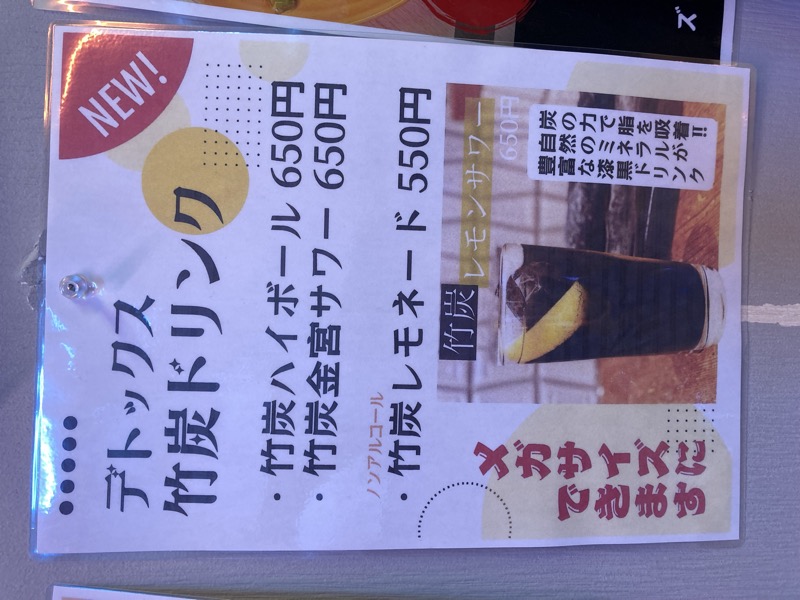 NEW!
デトックス
竹炭ドリンク
・竹炭ハイボール 650円
・竹炭金宮サワー 650円
ノンアルコール
・竹炭レモネード 550円
竹炭
レモンサワー
650円
炭の力で脂を吸着!!
自然のミネラルが
豊富な漆黒ドリンク
メガサイズに
できます
ズ